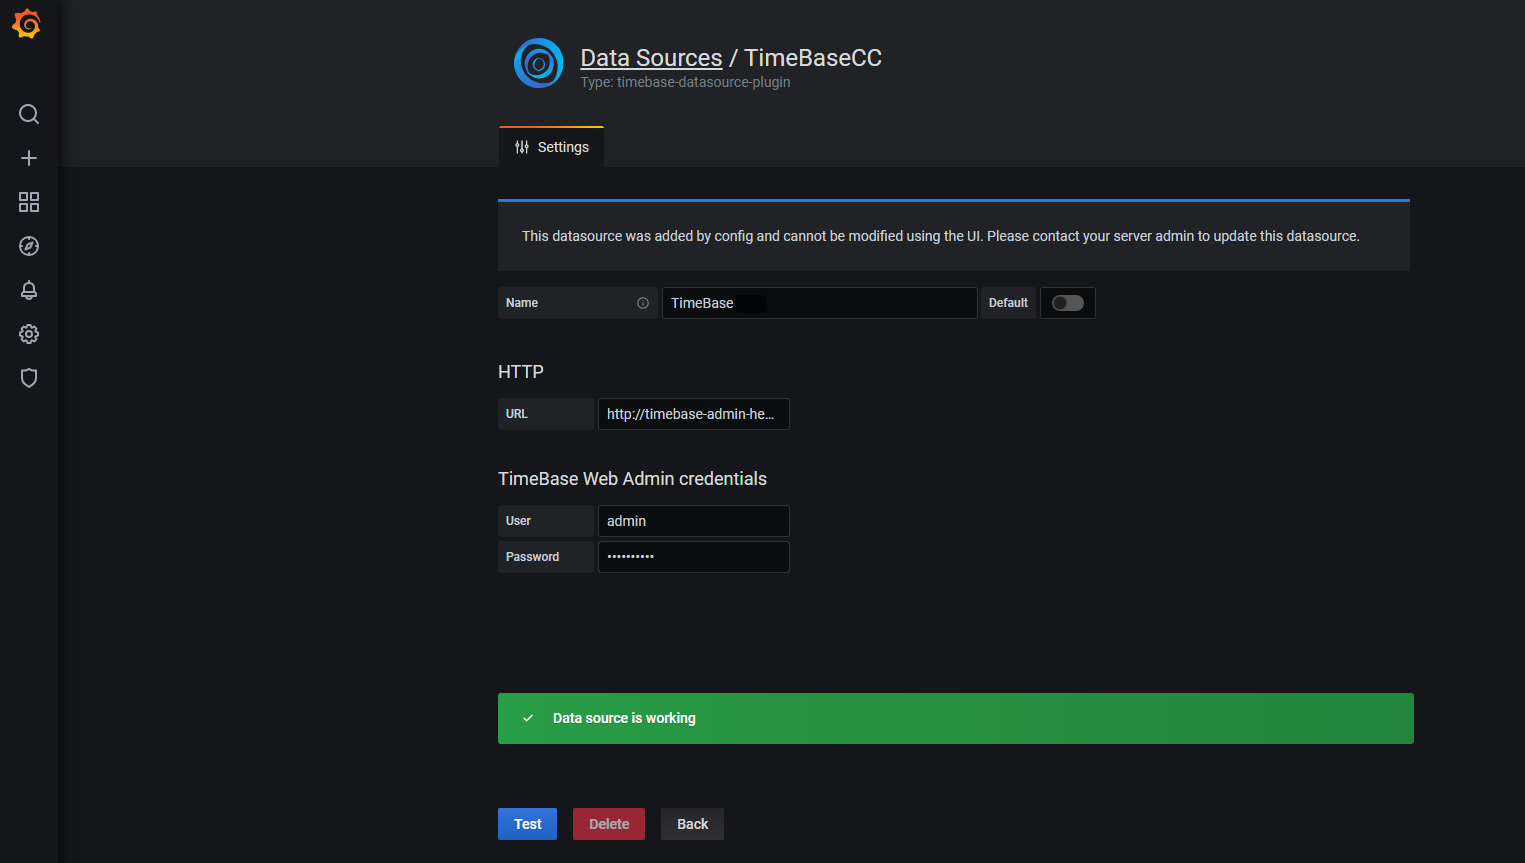 Data Sources / TimeBaseCC
Type: timebase-datasource-plugin
Settings
This datasource was added by config and cannot be modified using the UI. Please contact your server admin to update this datasource.
Name TimeBase Default
HTTP
URL http://timebase-admin-he...
TimeBase Web Admin credentials
User admin
Password ••••••••••
Data source is working
Test Delete Back